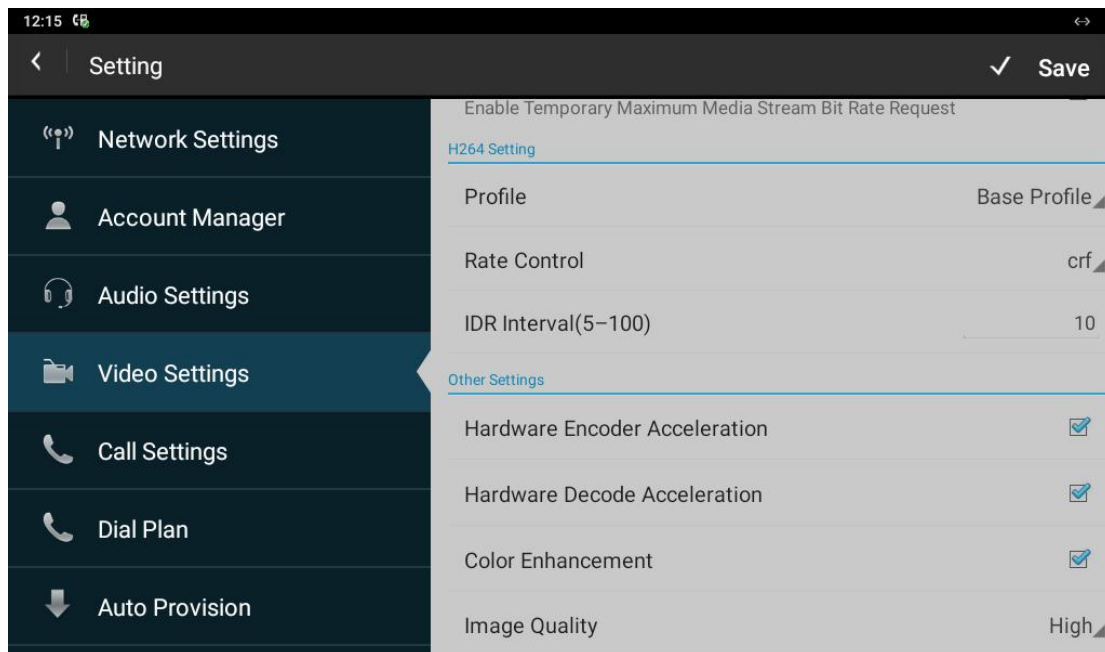 12:15
Setting
Save
Network Settings
Account Manager
Audio Settings
Video Settings
Call Settings
Dial Plan
Auto Provision
Enable Temporary Maximum Media Stream Bit Rate Request
H264 Setting
Profile Base Profile
Rate Control crf
IDR Interval(5–100) 10
Other Settings
Hardware Encoder Acceleration
Hardware Decode Acceleration
Color Enhancement
Image Quality High